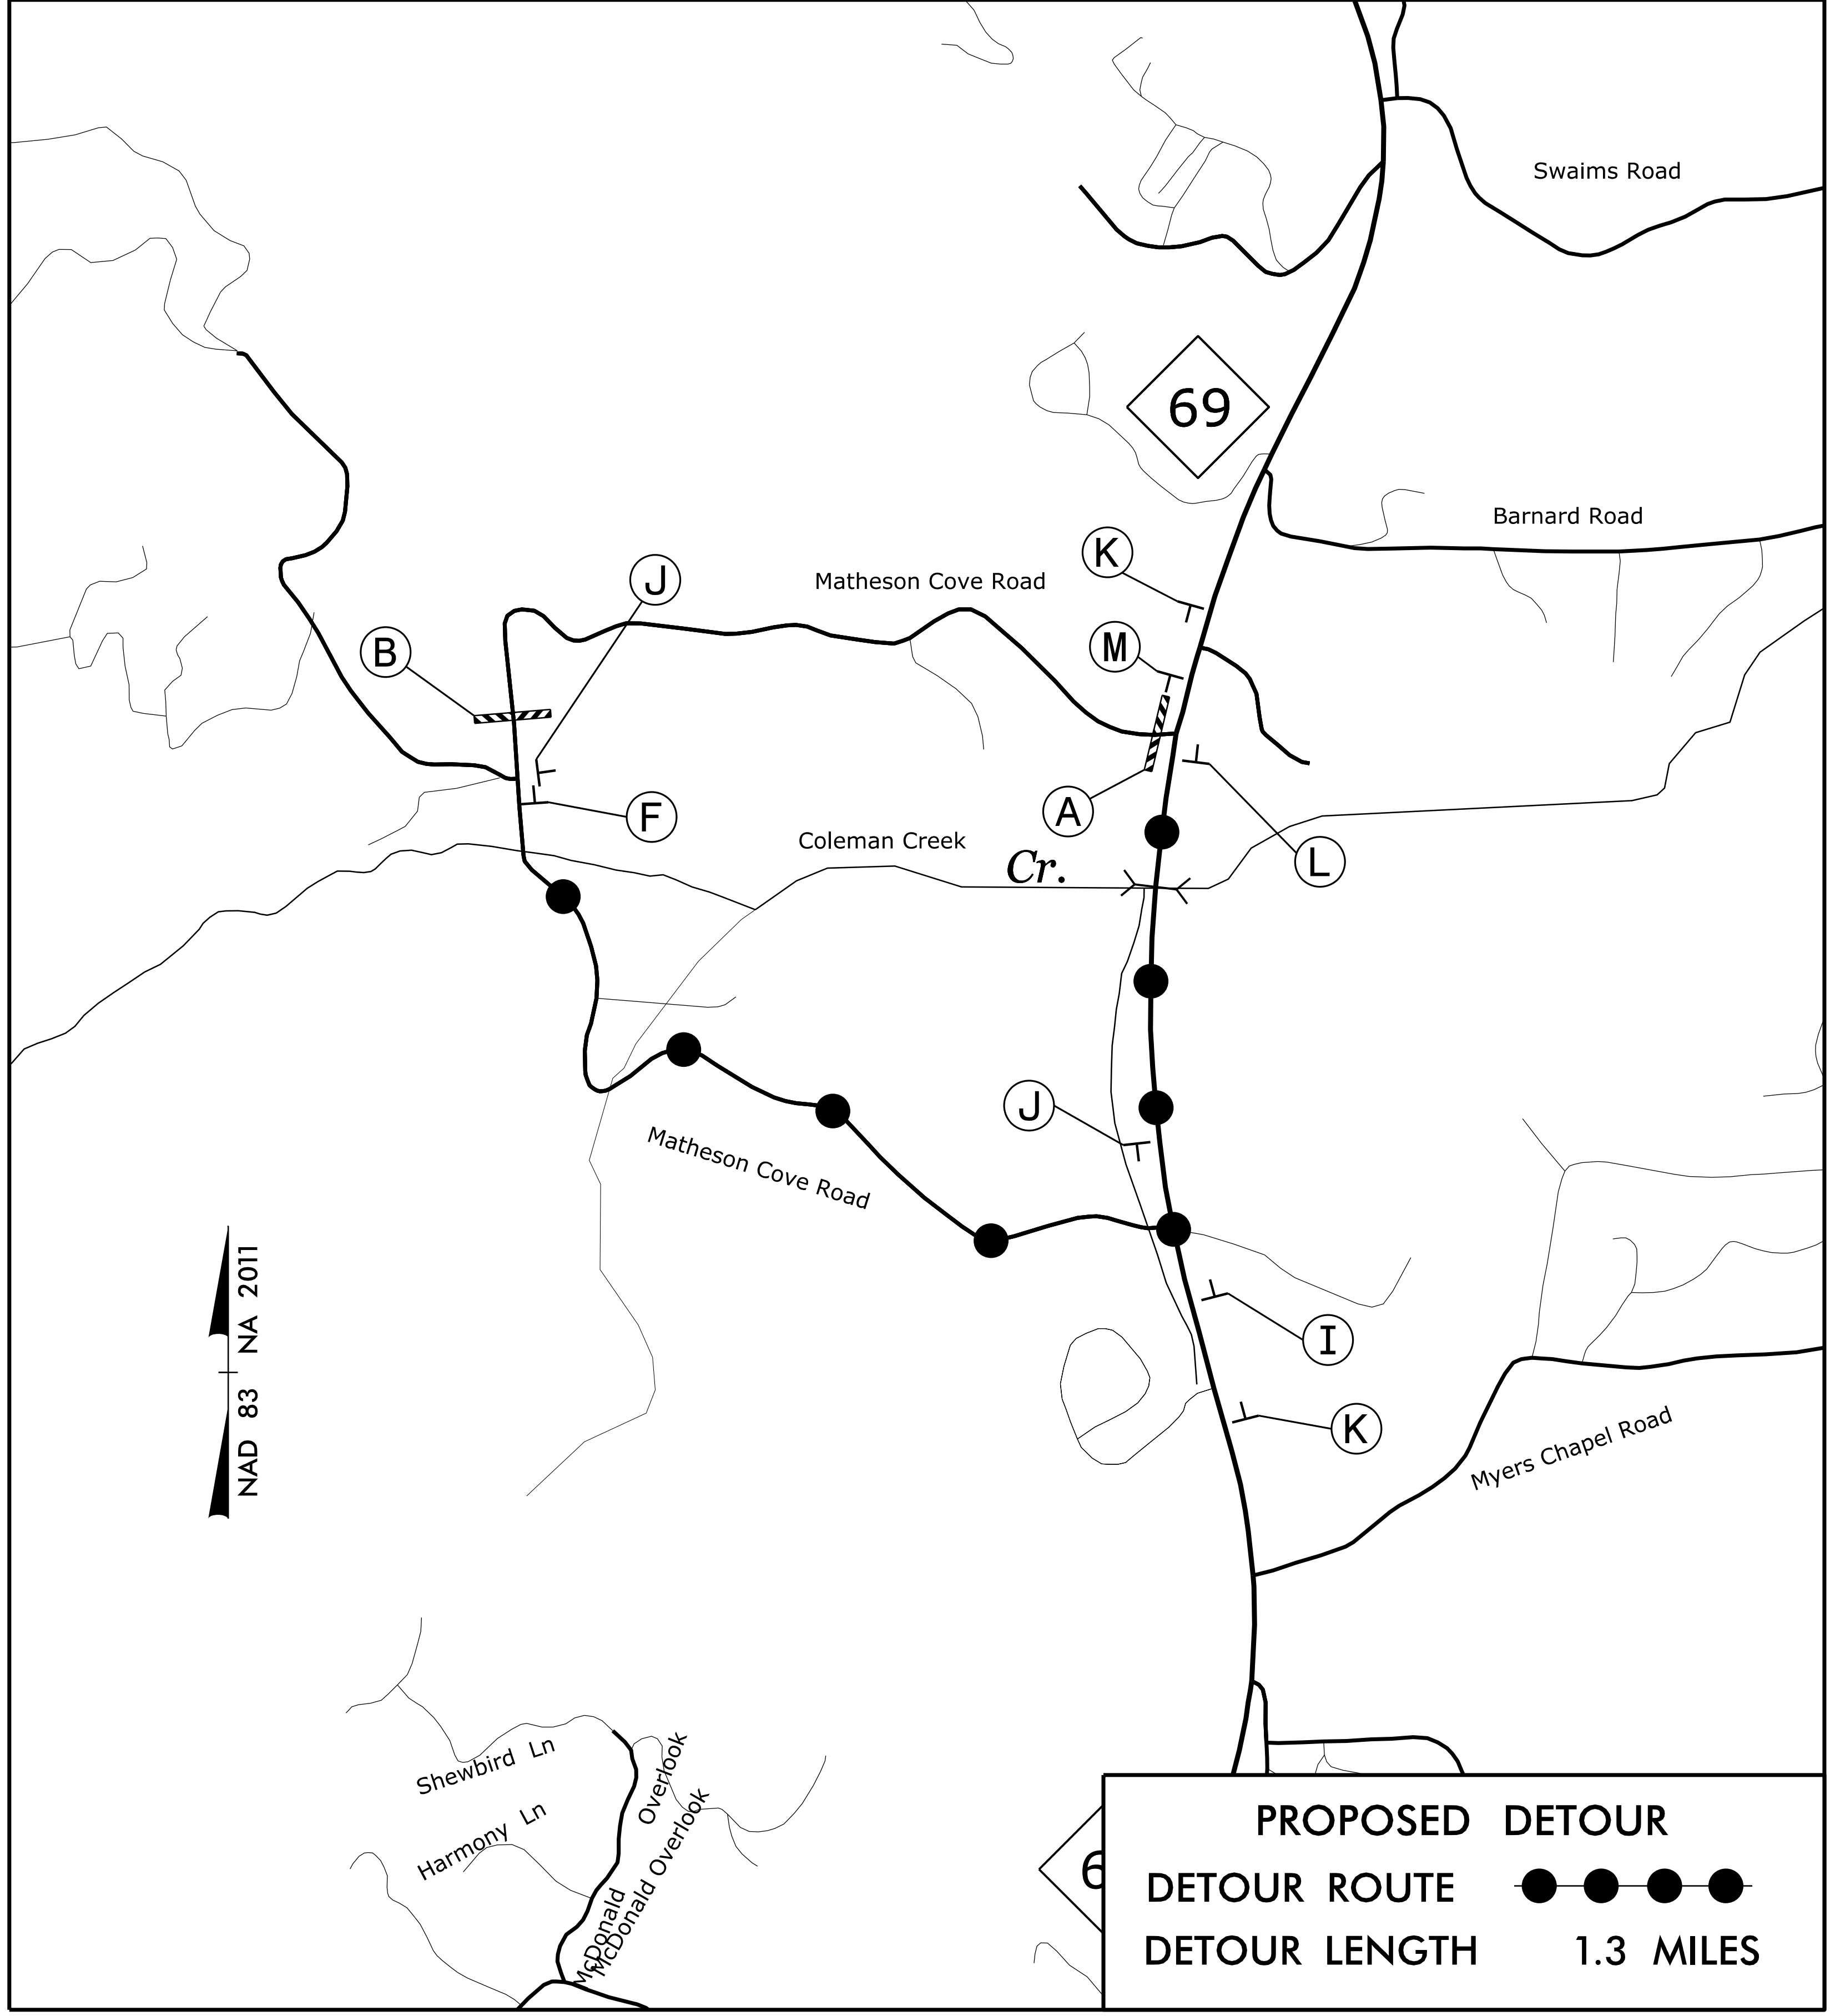 Swaims Road
69
Barnard Road
K
J
Matheson Cove Road
M
B
A
F
Coleman Creek
Cr.
L
J
Matheson Cove Road
NAD 83 NA 2011
I
K
Myers Chapel Road
Shewbird Ln
Harmony Ln
McDonald Overlook
McDonald Overlook
6
PROPOSED DETOUR
DETOUR ROUTE
DETOUR LENGTH 1.3 MILES